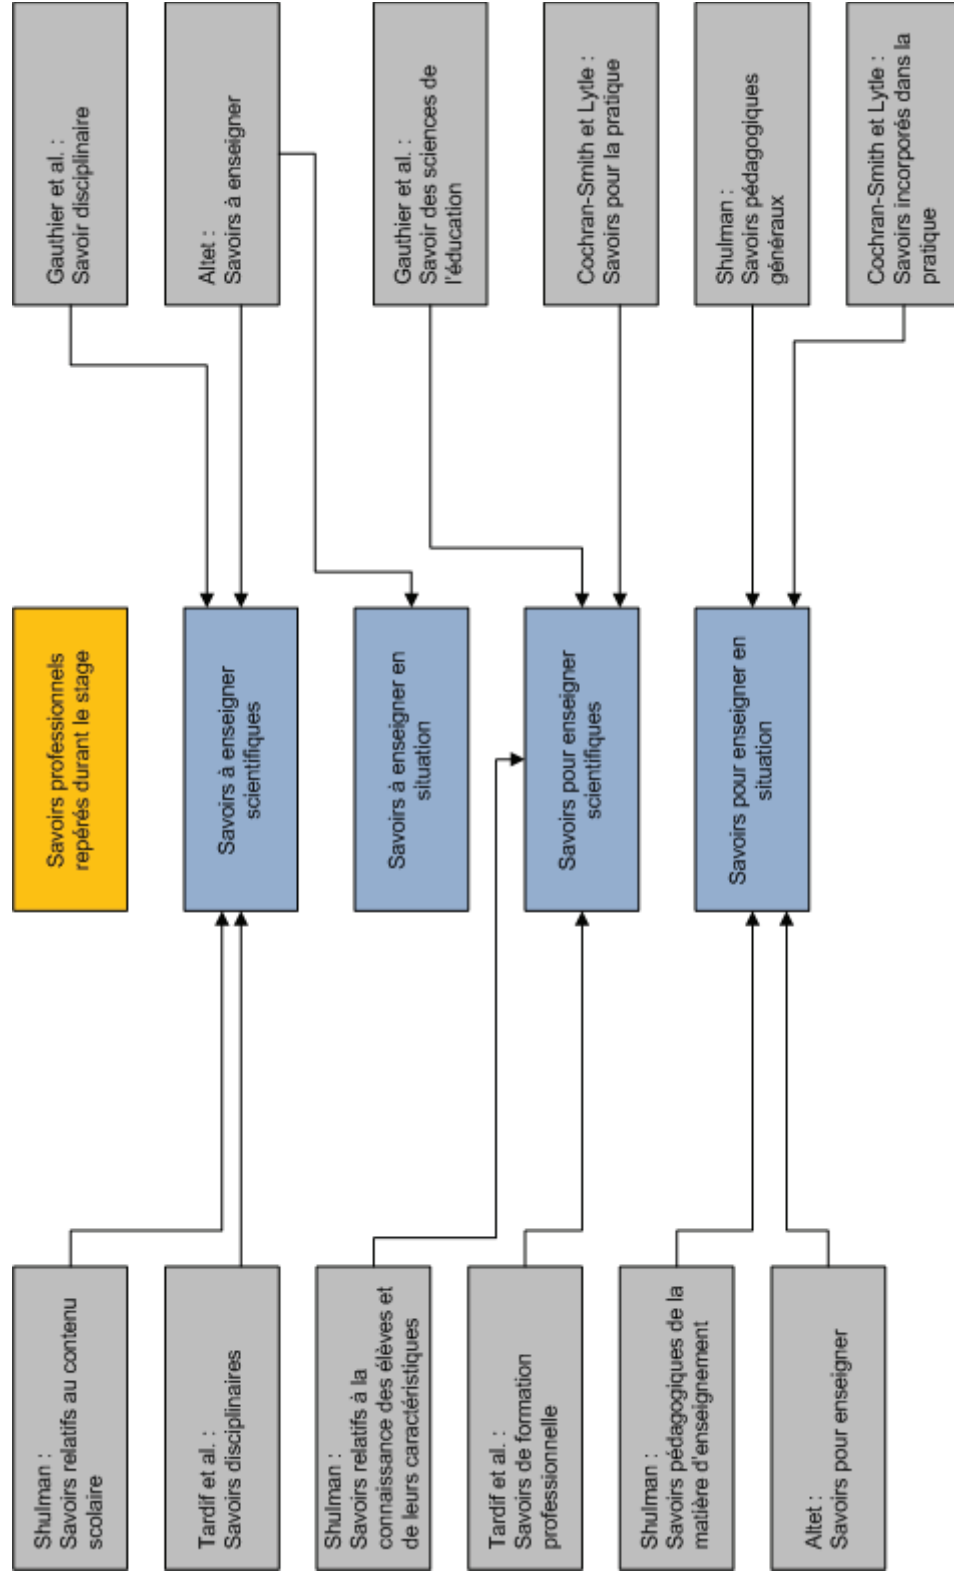 Shulman :
Savoirs relatifs au contenu
scolaire
Tardif et al. :
Savoirs disciplinaires
Shulman :
Savoirs relatifs à la
connaissance des élèves et
de leurs caractéristiques
Tardif et al. :
Savoirs de formation
professionnelle
Shulman :
Savoirs pédagogiques de la
matière d'enseignement
Altet :
Savoirs pour enseigner
Savoirs professionnels
repérés durant le stage
Savoirs à enseigner
scientifiques
Savoirs à enseigner en
situation
Savoirs pour enseigner
scientifiques
Savoirs pour enseigner en
situation
Gauthier et al. :
Savoir disciplinaire
Altet :
Savoirs à enseigner
Gauthier et al. :
Savoir des sciences de
l'éducation
Cochran-Smith et Lytle :
Savoirs pour la pratique
Shulman :
Savoirs pédagogiques
généraux
Cochran-Smith et Lytle :
Savoirs incorporés dans la
pratique